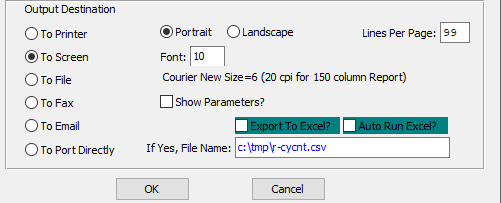 Output Destination
To Printer
Portrait Landscape Lines Per Page: 99
To Screen
Font: 10
To File
Courier New Size=6 (20 cpi for 150 column Report)
To Fax
Show Parameters?
To Email
Export To Excel? Auto Run Excel?
To Port Directly
If Yes, File Name: c:\tmp\r-cycnt.csv
OK Cancel